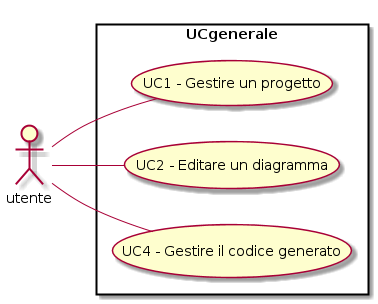 UCgenerale
UC1 - Gestire un progetto
UC2 - Editare un diagramma
utente
UC4 - Gestire il codice generato